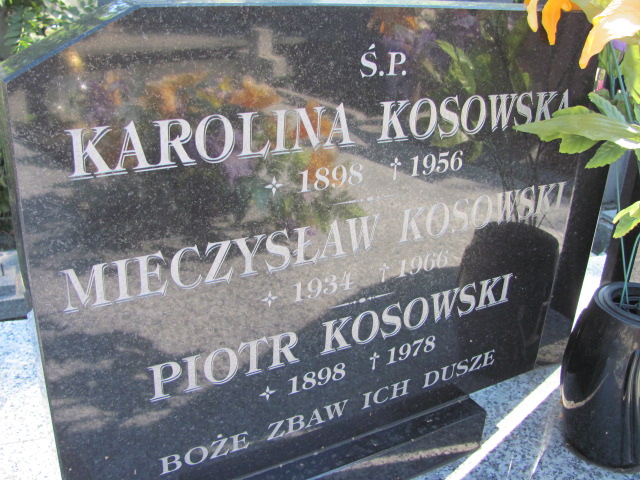 Ś.P.
KAROLINA KOSOWSKA
✧ 1898 † 1956
MIECZYSŁAW KOSOWSKI
✧ 1934 † 1966
PIOTR KOSOWSKI
✧ 1898 † 1978
BOŻE ZBAW ICH DUSZE